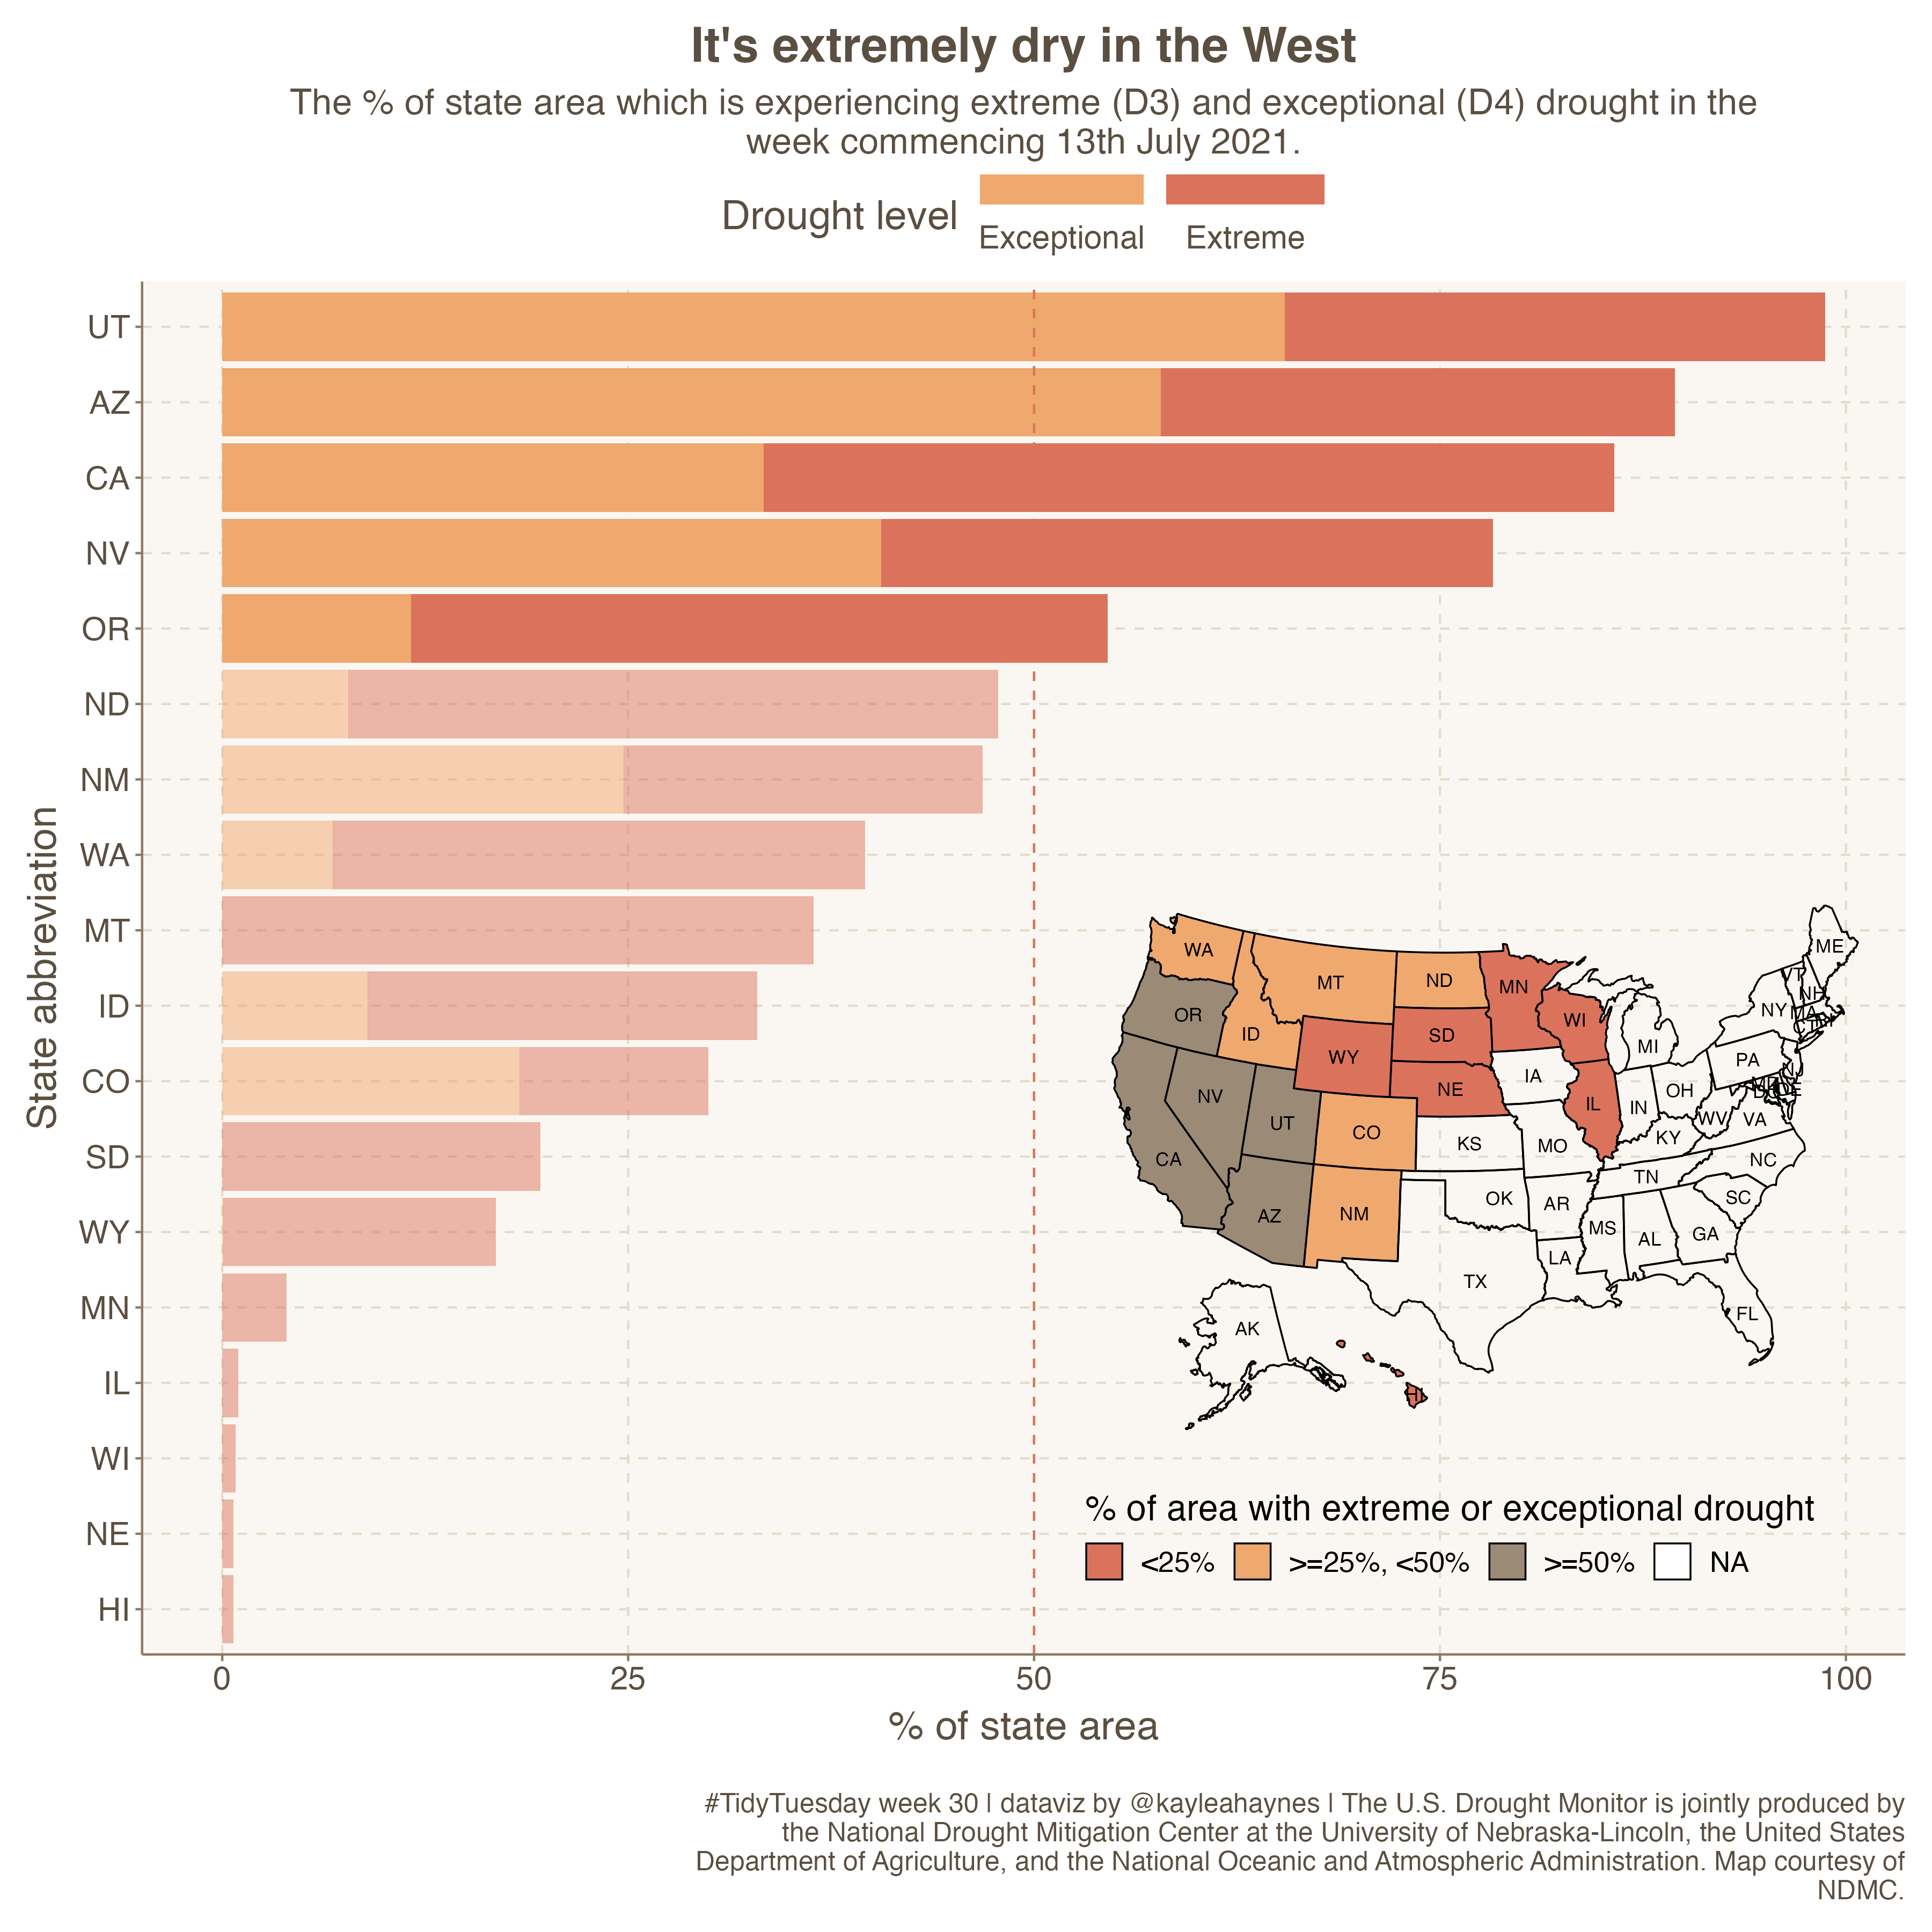 It's extremely dry in the West
The % of state area which is experiencing extreme (D3) and exceptional (D4) drought in the
week commencing 13th July 2021.
Drought level
Exceptional
Extreme
State abbreviation
UT
AZ
CA
NV
OR
ND
NM
WA
MT
ID
CO
SD
WY
MN
IL
WI
NE
HI
0
25
50
75
100
% of state area
WA
MT
ND
MN
OR
ID
WY
SD
WI
MI
NY
VT
NH
ME
MA
CT
RI
NV
UT
CO
NE
IA
IL
IN
OH
PA
NJ
DE
CA
AZ
NM
KS
MO
KY
WV
VA
OK
AR
TN
NC
SC
TX
LA
MS
AL
GA
FL
AK
HI
% of area with extreme or exceptional drought
<25%
>=25%, <50%
>=50%
NA
#TidyTuesday week 30 | dataviz by @kayleahaynes | The U.S. Drought Monitor is jointly produced by
the National Drought Mitigation Center at the University of Nebraska-Lincoln, the United States
Department of Agriculture, and the National Oceanic and Atmospheric Administration. Map courtesy of
NDMC.